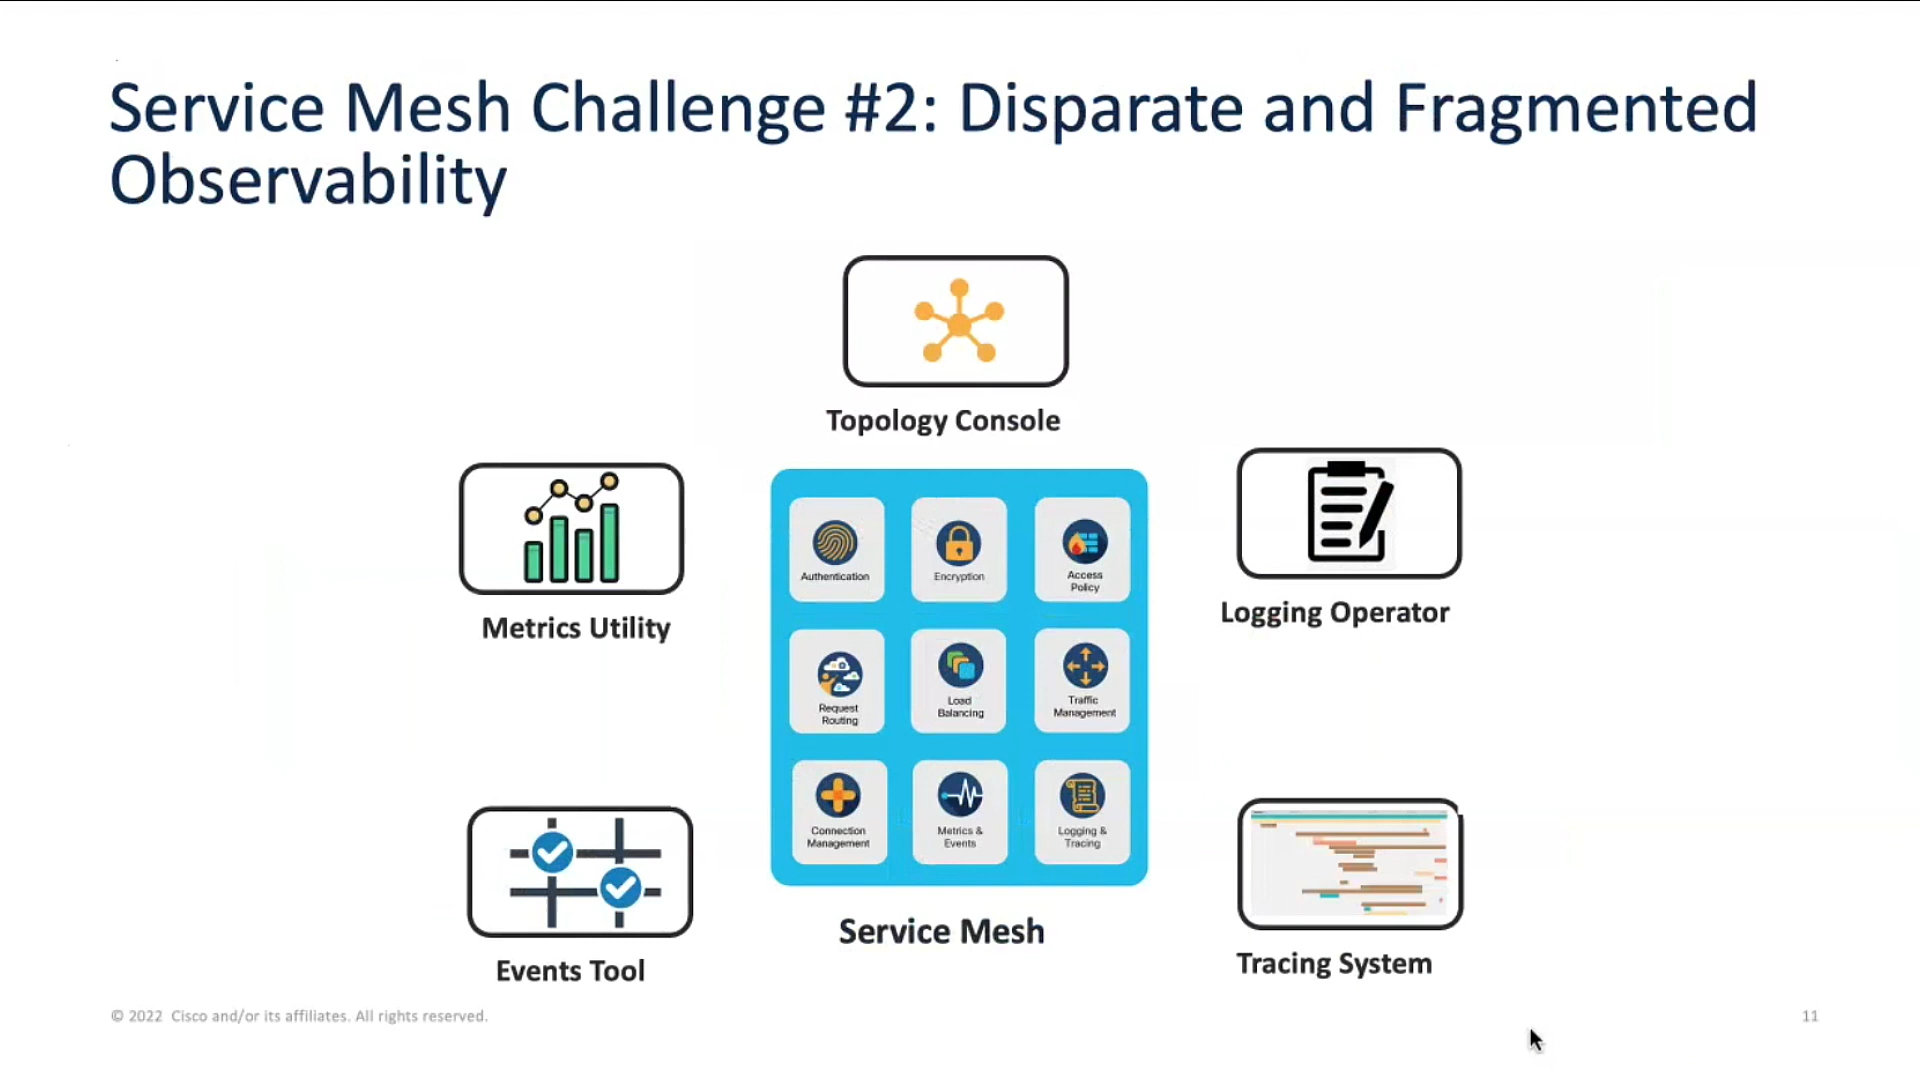 Service Mesh Challenge #2: Disparate and Fragmented
Observability
Topology Console
Metrics Utility
Logging Operator
Authentication
Encryption
Access
Policy
Request
Routing
Load
Balancing
Traffic
Management
Connection
Management
Metrics &
Events
Logging &
Tracing
Service Mesh
Events Tool
Tracing System
© 2022 Cisco and/or its affiliates. All rights reserved.
11